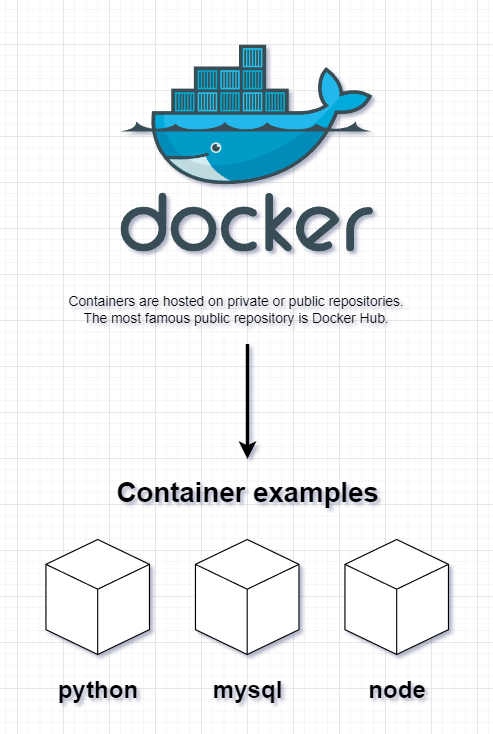 docker
Containers are hosted on private or public repositories.
The most famous public repository is Docker Hub.
Container examples
python
mysql
node